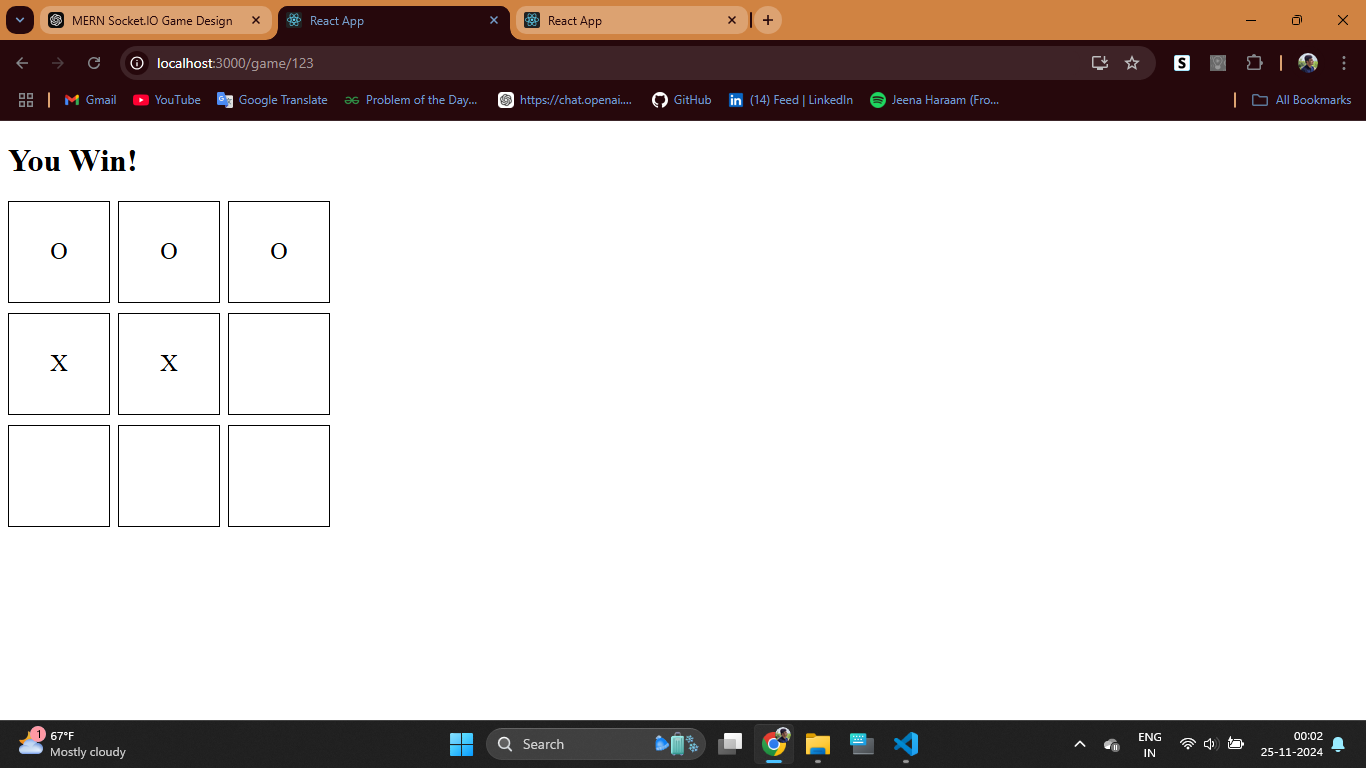 MERN Socket.IO Game Design
React App
React App
localhost:3000/game/123
S
Gmail
YouTube
Google Translate
Problem of the Day...
https://chat.openai....
GitHub
in
(14) Feed | LinkedIn
Jeena Haraam (Fro...
All Bookmarks
You Win!
O O O
X X
1
67°F
Mostly cloudy
Search
ENG
IN
00:02
25-11-2024